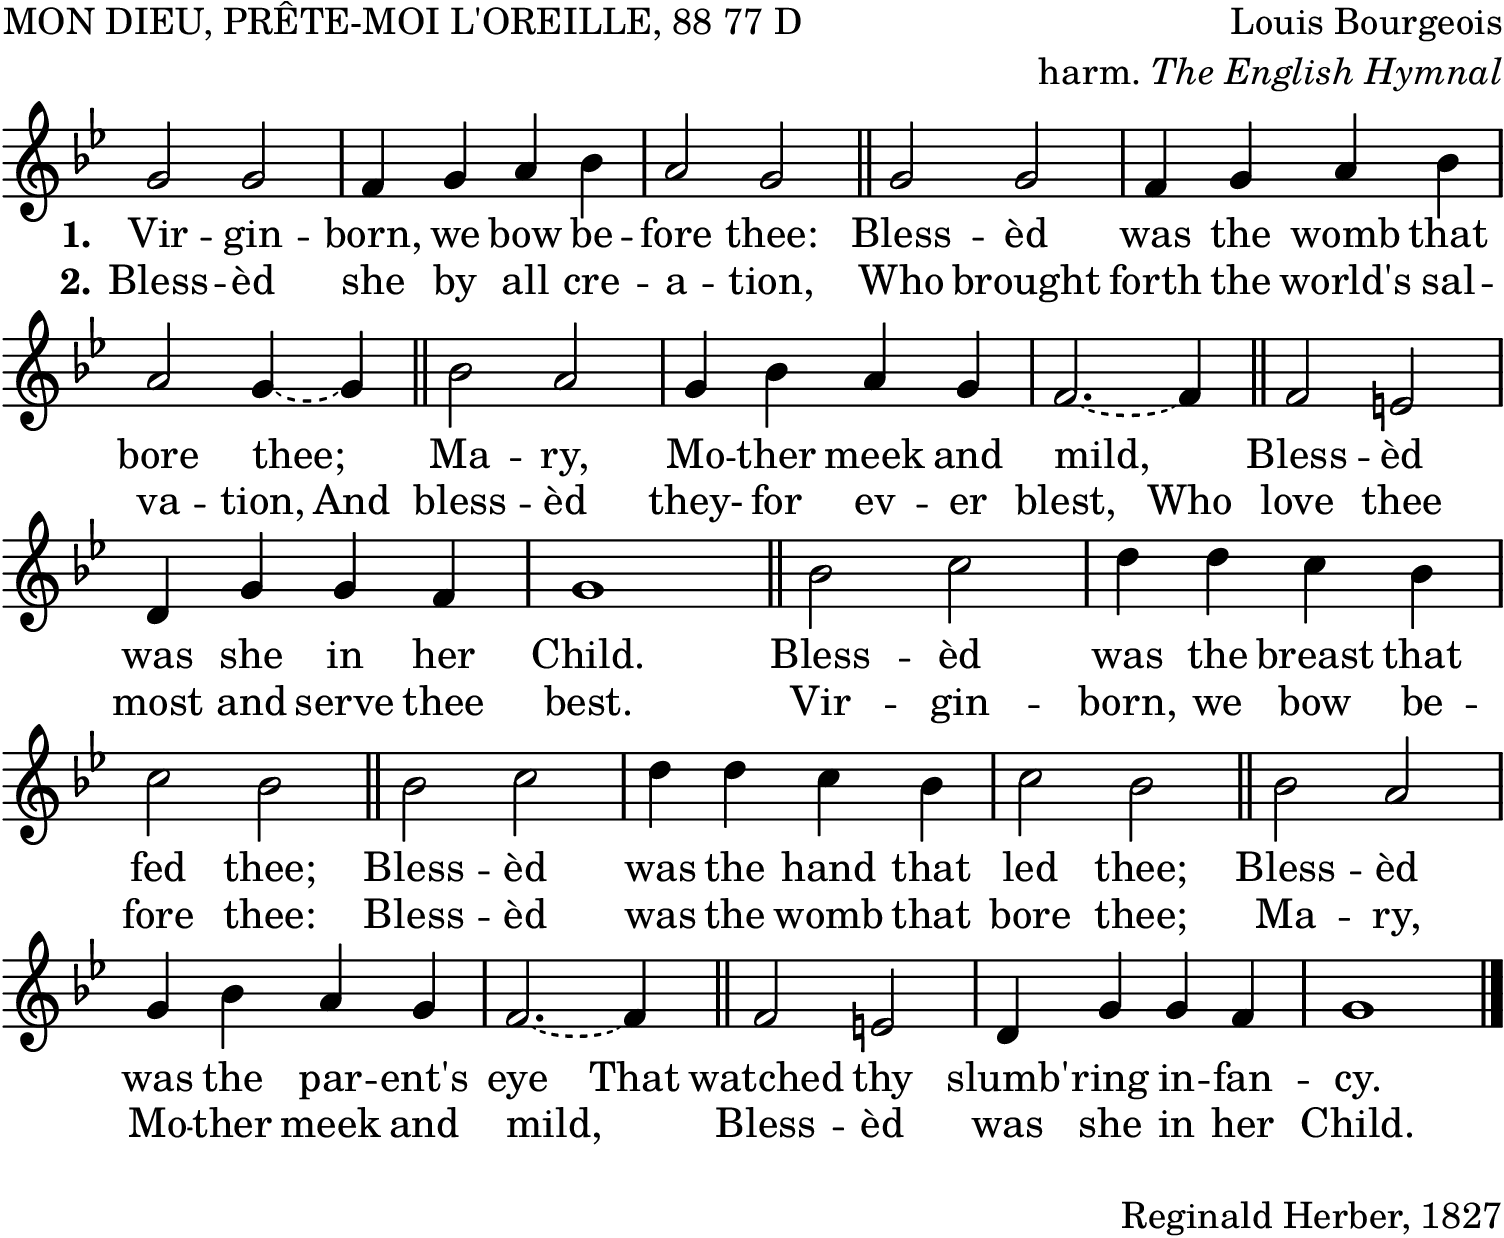 MON DIEU, PRÊTE-MOI L'OREILLE, 88 77 D
Louis Bourgeois
harm. The English Hymnal
1. Vir - gin - born, we bow be - fore thee: Bless - èd was the womb that
2. Bless - èd she by all cre - a - tion, Who brought forth the world's sal -
bore thee; Ma - ry, Mo - ther meek and mild, Bless - èd
va - tion, And bless - èd they- for ev - er blest, Who love thee
was she in her Child. Bless - èd was the breast that
most and serve thee best. Vir - gin - born, we bow be -
fed thee; Bless - èd was the hand that led thee; Bless - èd
fore thee: Bless - èd was the womb that bore thee; Ma - ry,
was the par - ent's eye That watched thy slumb' - ring in - fan - cy.
Mo - ther meek and mild, Bless - èd was she in her Child.
Reginald Herber, 1827